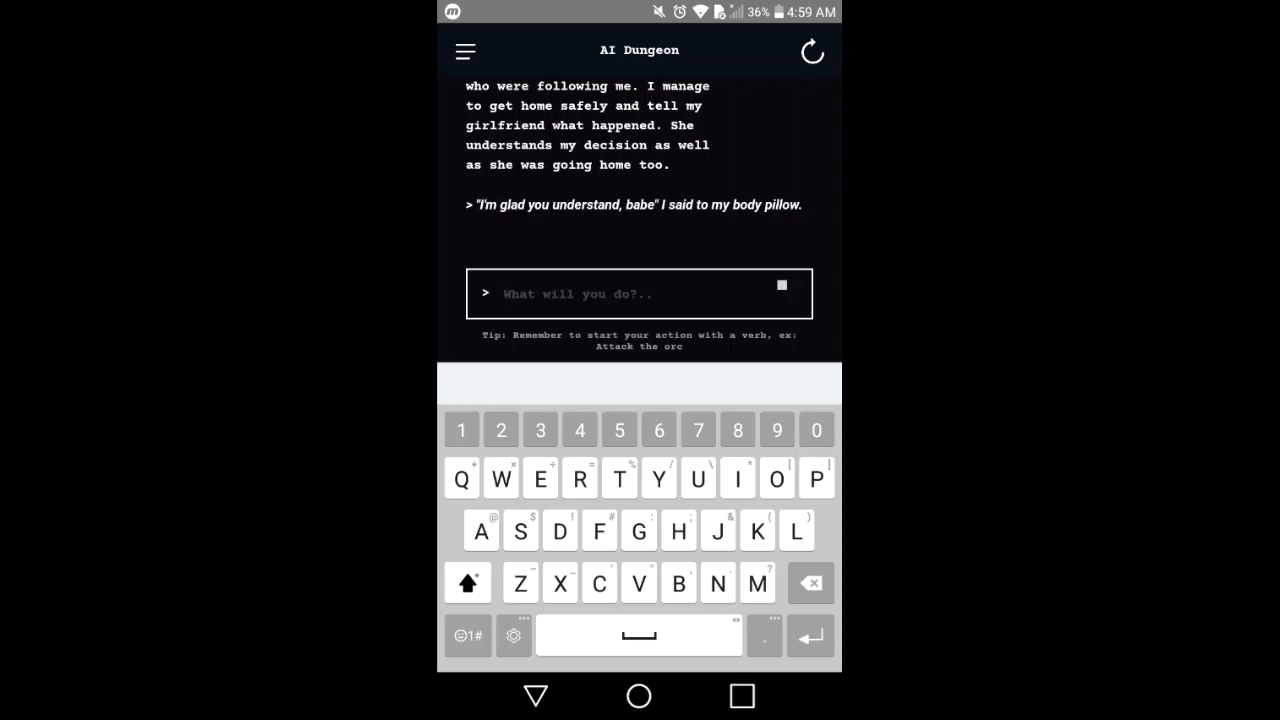 36% 4:59 AM
AI Dungeon
who were following me. I manage
to get home safely and tell my
girlfriend what happened. She
understands my decision as well
as she was going home too.
> "I'm glad you understand, babe" I said to my body pillow.
> What will you do?..
Tip: Remember to start your action with a verb, ex:
Attack the orc
1 2 3 4 5 6 7 8 9 0
Q W E R T Y U I O P
A S D F G H J K L
Z X C V B N M
1# .